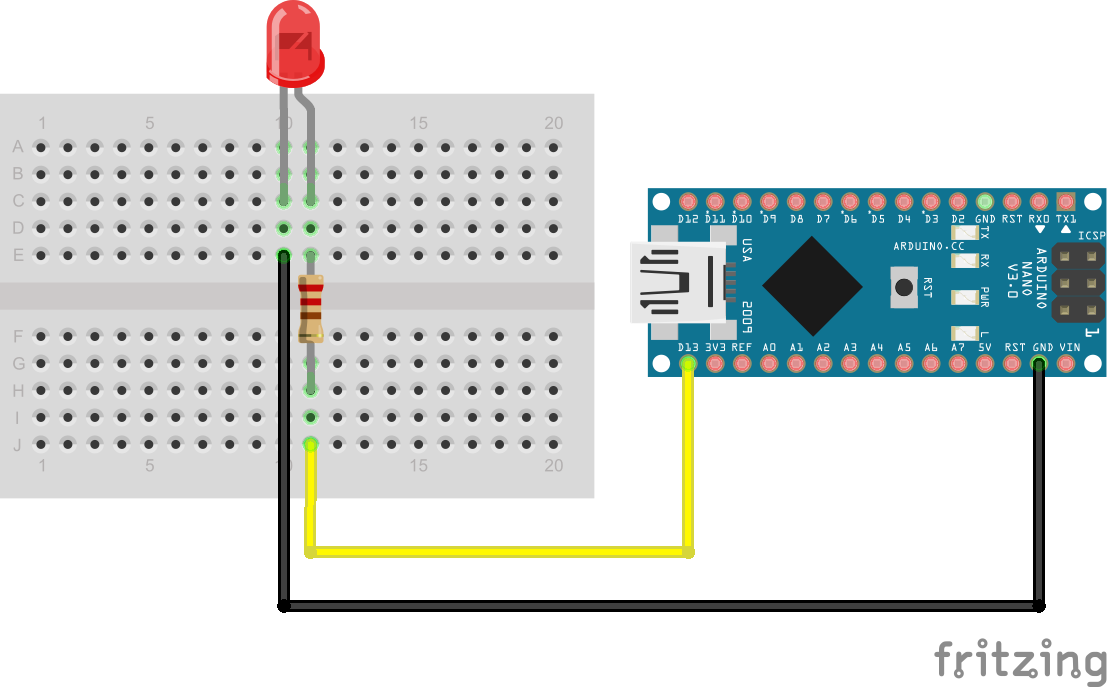 1 5 10 15 20
A
B
C
D
E
F
G
H
I
J
1 5 10 15 20
D12 D11 D10 D9 D8 D7 D6 D5 D4 D3 D2 GND RST RX0 TX1
USA
ARDUINO.CC
TX
RX
PWR
L
RST
2009
ARDUINO
NANO
V3.0
ICSP
1
D13 3V3 REF A0 A1 A2 A3 A4 A5 A6 A7 5V RST GND VIN
fritzing